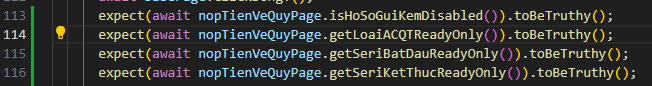 113 expect(await nopTienVeQuyPage.isHoSoGuiKemDisabled()).toBeTruthy();
114 expect(await nopTienVeQuyPage.getLoaiACQTReadyOnly()).toBeTruthy();
115 expect(await nopTienVeQuyPage.getSeriBatDauReadyOnly()).toBeTruthy();
116 expect(await nopTienVeQuyPage.getSeriKetThucReadyOnly()).toBeTruthy();